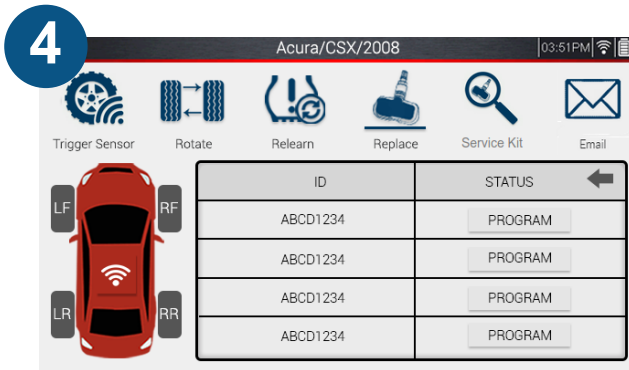 4
Acura/CSX/2008
03:51PM
Trigger Sensor Rotate Relearn Replace Service Kit Email
ID STATUS
LF RF
ABCD1234 PROGRAM
ABCD1234 PROGRAM
ABCD1234 PROGRAM
LR RR
ABCD1234 PROGRAM